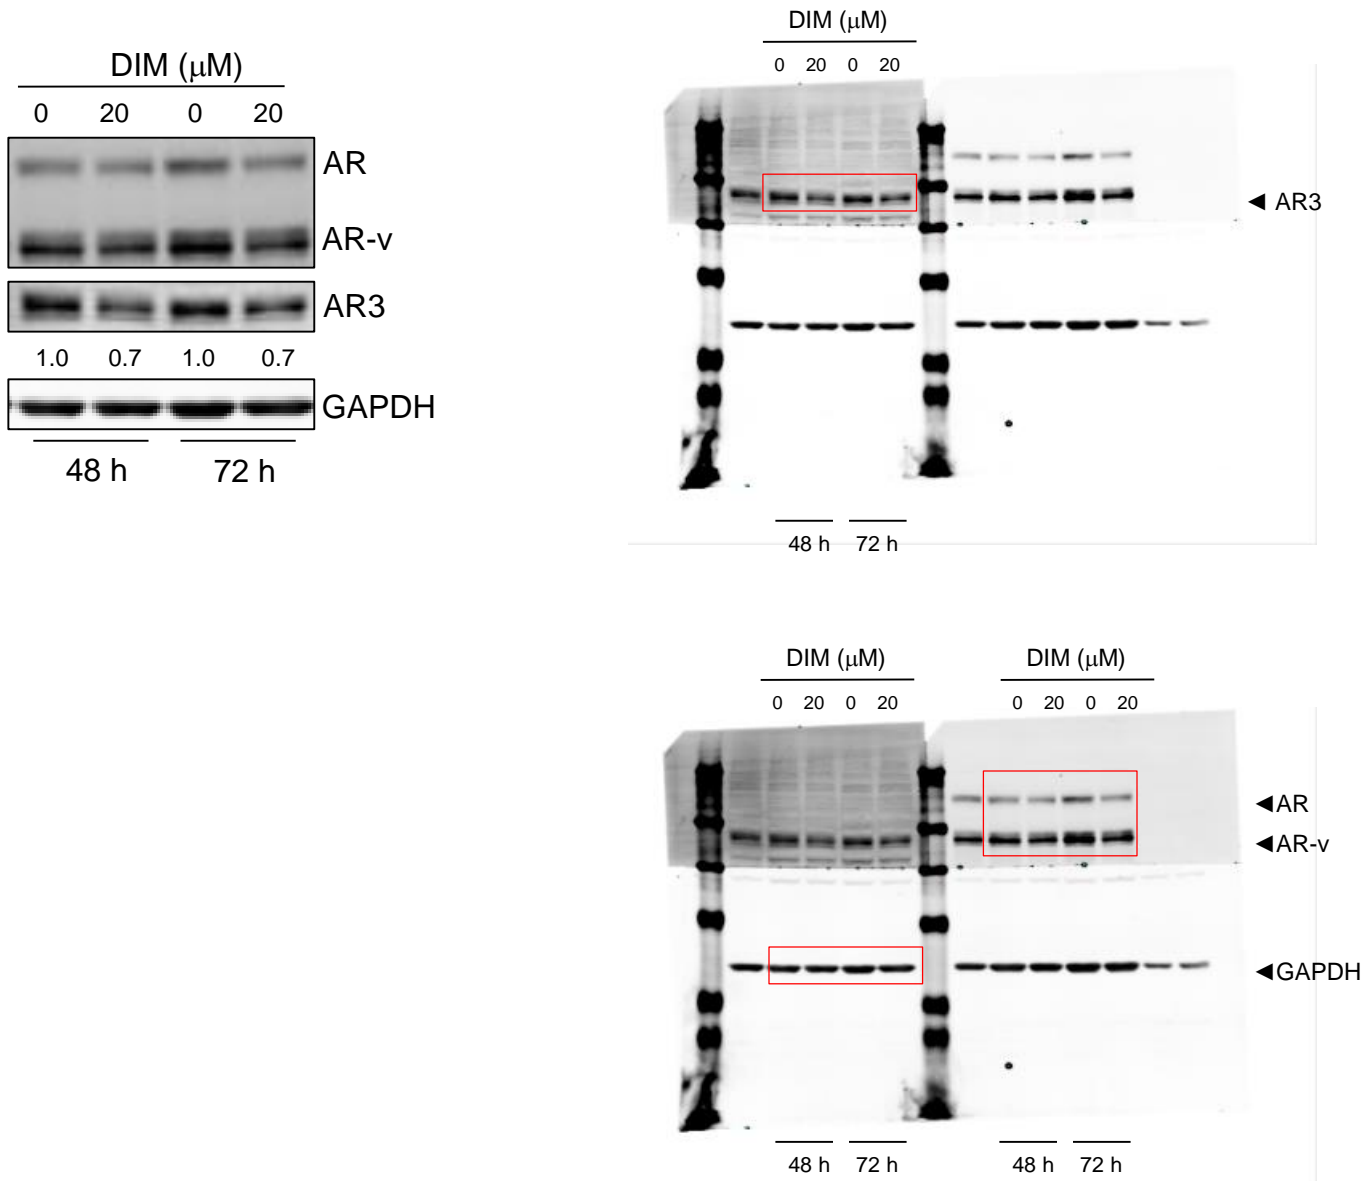 DIM (μM)
0 20 0 20
AR
AR-v
AR3
1.0 0.7 1.0 0.7
GAPDH
48 h 72 h
DIM (μM)
0 20 0 20
AR3
48 h 72 h
DIM (μM) DIM (μM)
0 20 0 20 0 20 0 20
AR
AR-v
GAPDH
48 h 72 h 48 h 72 h